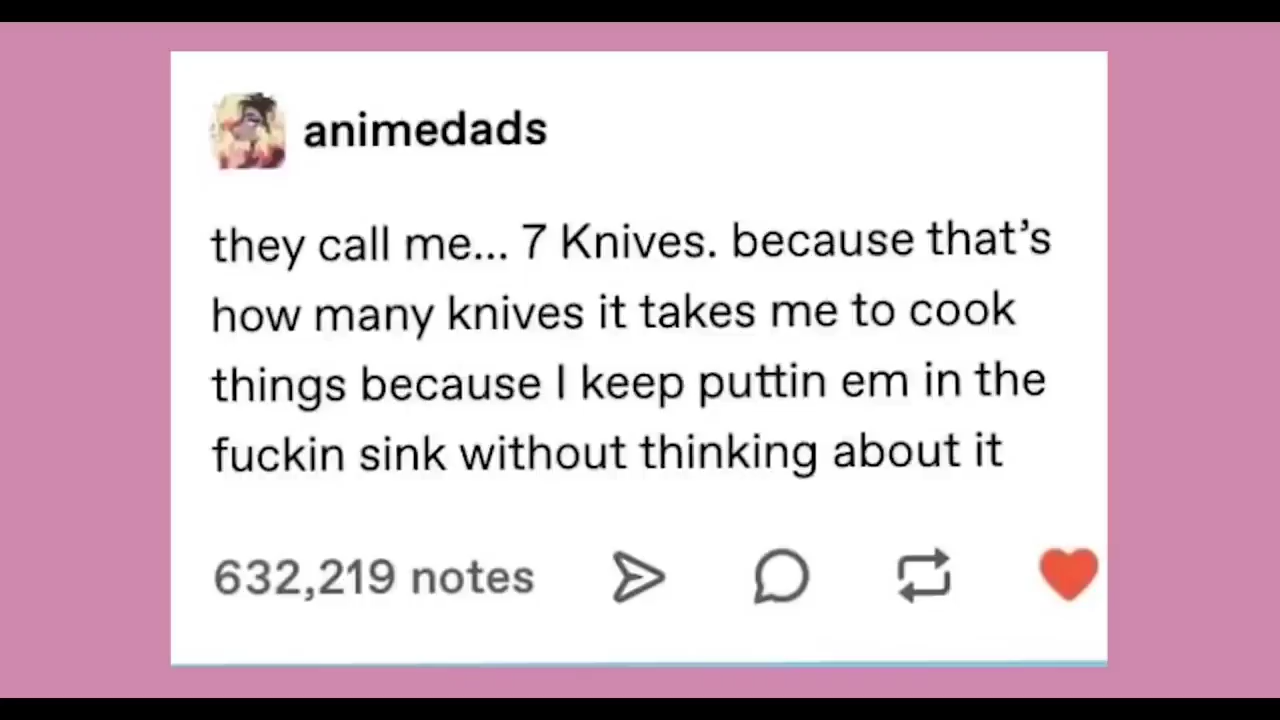 animedads
they call me... 7 Knives. because that’s
how many knives it takes me to cook
things because I keep puttin em in the
fuckin sink without thinking about it
632,219 notes